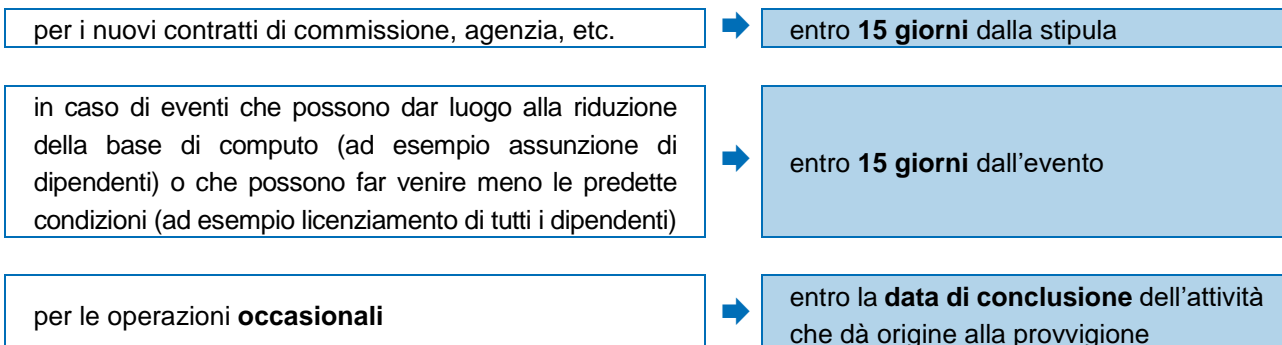 per i nuovi contratti di commissione, agenzia, etc.
entro 15 giorni dalla stipula
in caso di eventi che possono dar luogo alla riduzione
della base di computo (ad esempio assunzione di
dipendenti) o che possono far venire meno le predette
condizioni (ad esempio licenziamento di tutti i dipendenti)
entro 15 giorni dall’evento
per le operazioni occasionali
entro la data di conclusione dell’attività
che dà origine alla provvigione